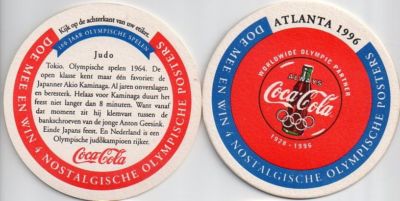 Kijk op de achterkant van uw etiket.
100 JAAR OLYMPISCHE SPELEN
DOE MEE EN WIN 4 NOSTALGISCHE OLYMPISCHE POSTERS
Judo
Tokio. Olympische spelen 1964. De
open klasse kent maar één favoriet: de
Japanner Akio Kaminaga. Al jaren onverslagen
en beresterk. Helaas voor Kaminaga duurt het
feest niet langer dan 8 minuten. Want vanaf
dat moment zit hij klemvast tussen de
bankschroeven van de jonge Anton Geesink.
Einde Japans feest. En Nederland is een
Olympische judokampioen rijker.
Coca-Cola
ATLANTA 1996
DOE MEE EN WIN 4 NOSTALGISCHE OLYMPISCHE POSTERS
WORLDWIDE OLYMPIC PARTNER
ALWAYS
Coca-Cola
1928 - 1996